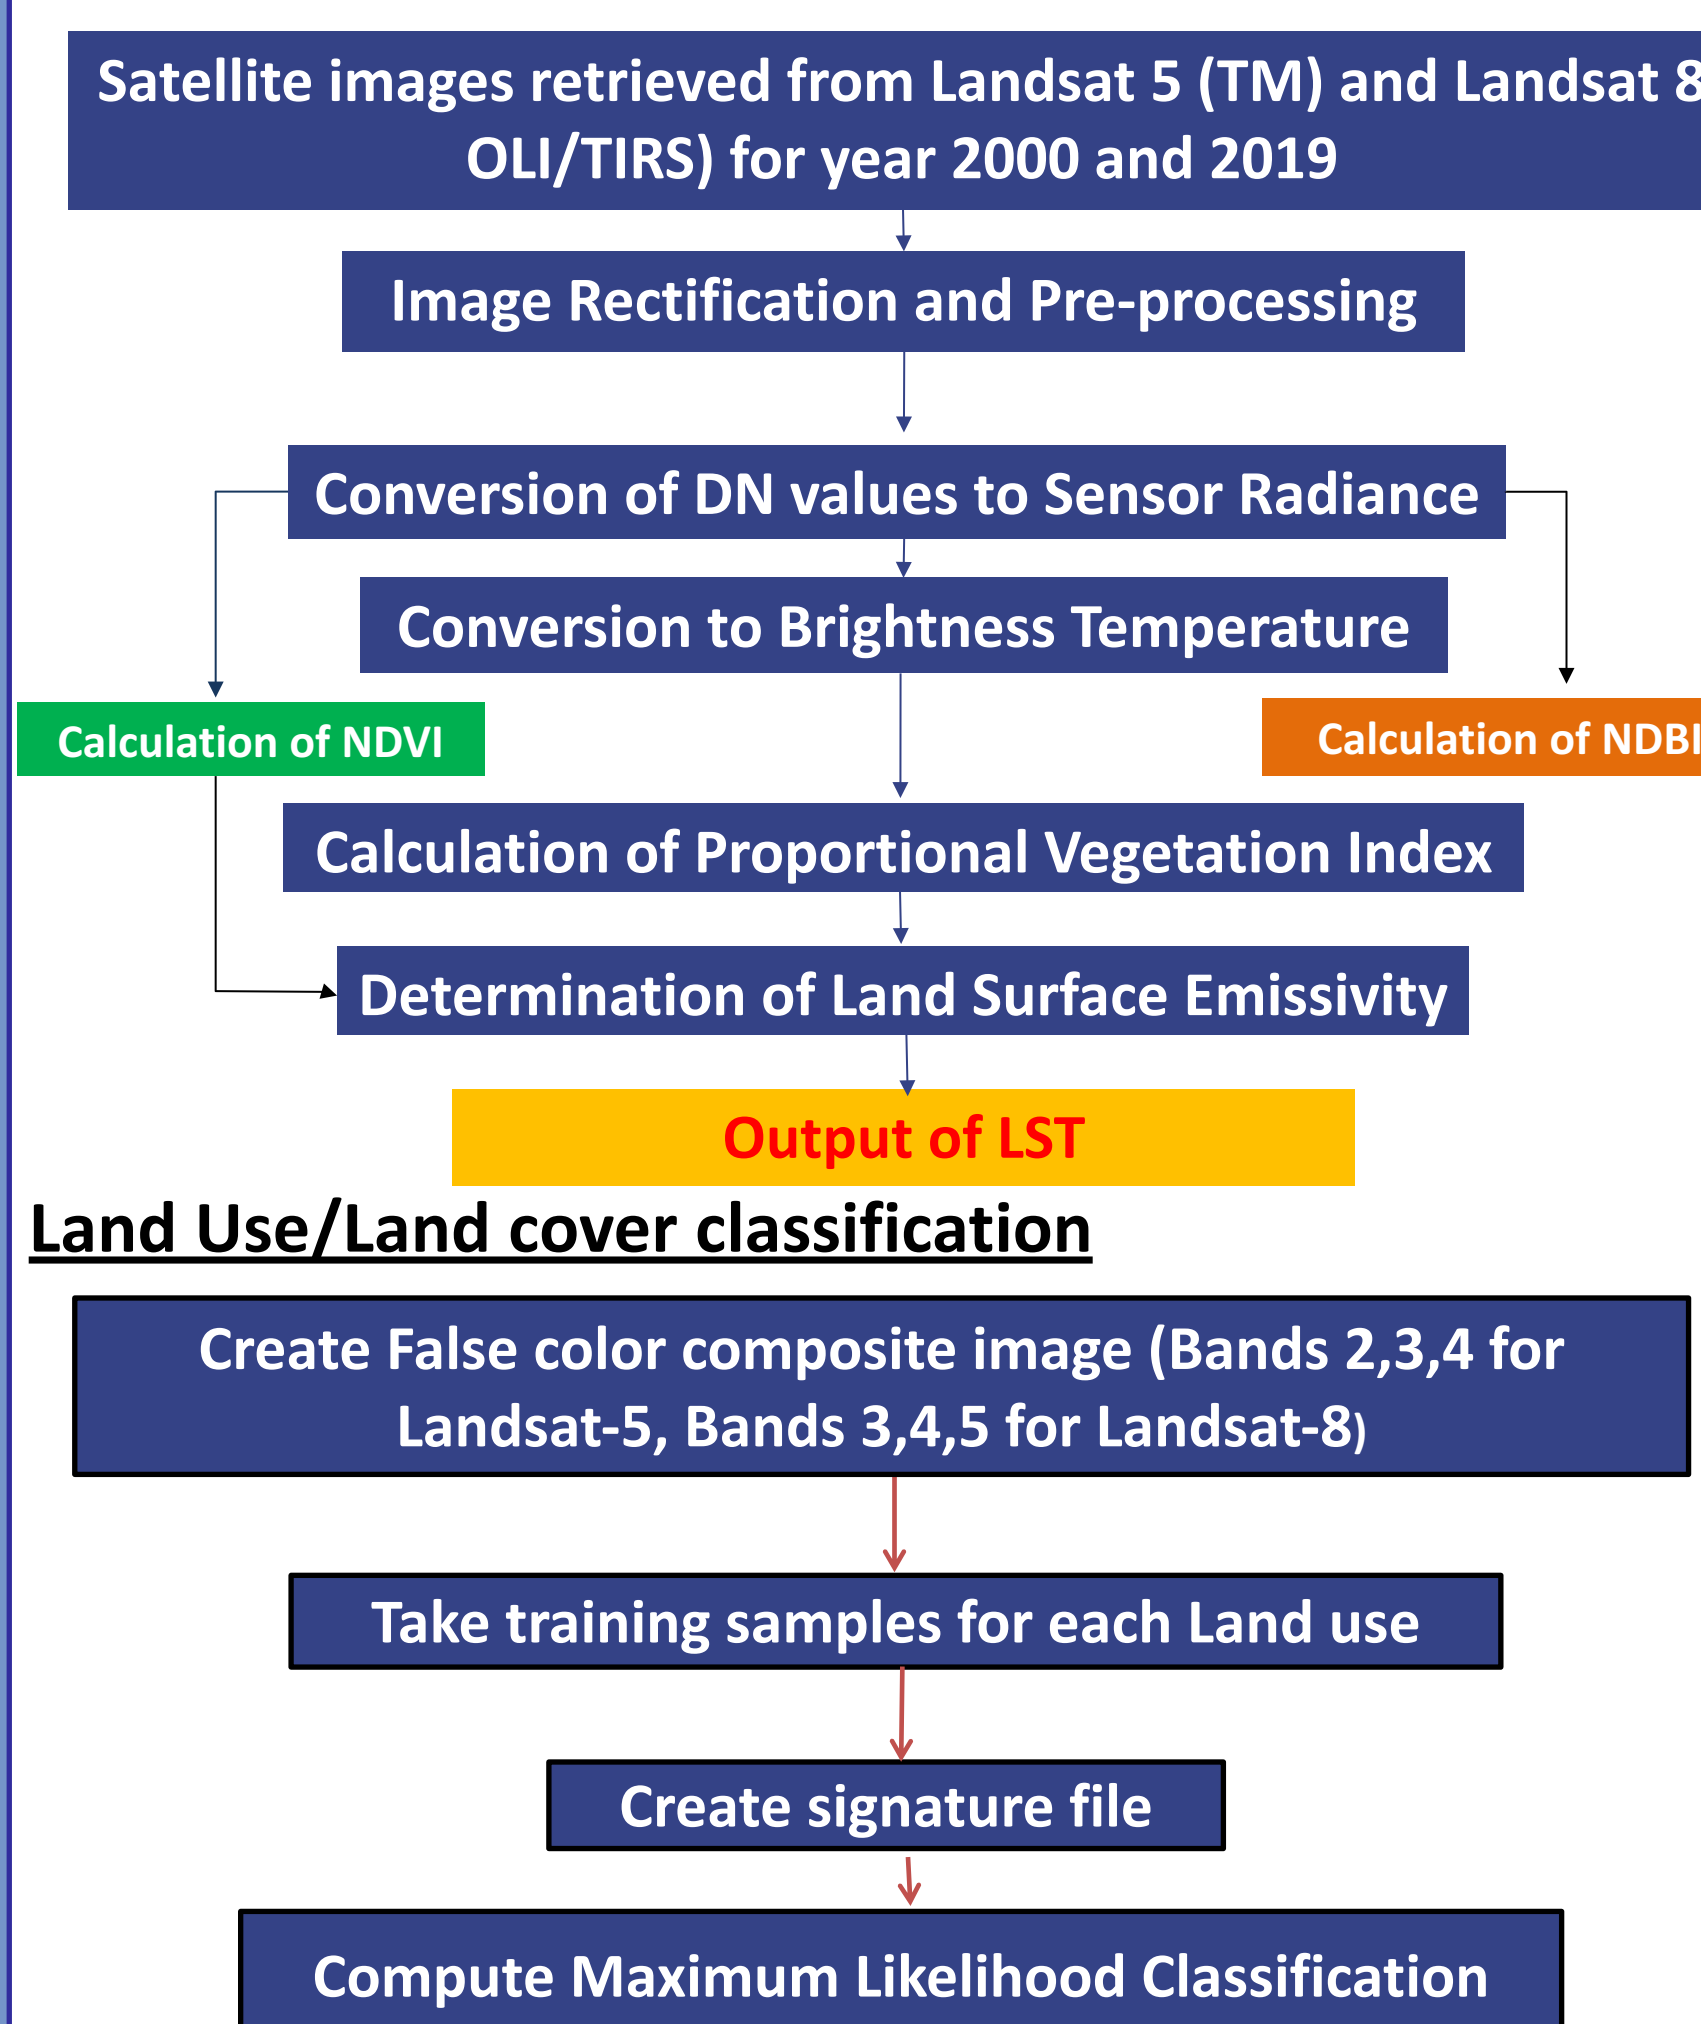 Satellite images retrieved from Landsat 5 (TM) and Landsat 8
OLI/TIRS) for year 2000 and 2019
Image Rectification and Pre-processing
Conversion of DN values to Sensor Radiance
Conversion to Brightness Temperature
Calculation of NDVI
Calculation of NDBI
Calculation of Proportional Vegetation Index
Determination of Land Surface Emissivity
Output of LST
Land Use/Land cover classification
Create False color composite image (Bands 2,3,4 for
Landsat-5, Bands 3,4,5 for Landsat-8)
Take training samples for each Land use
Create signature file
Compute Maximum Likelihood Classification